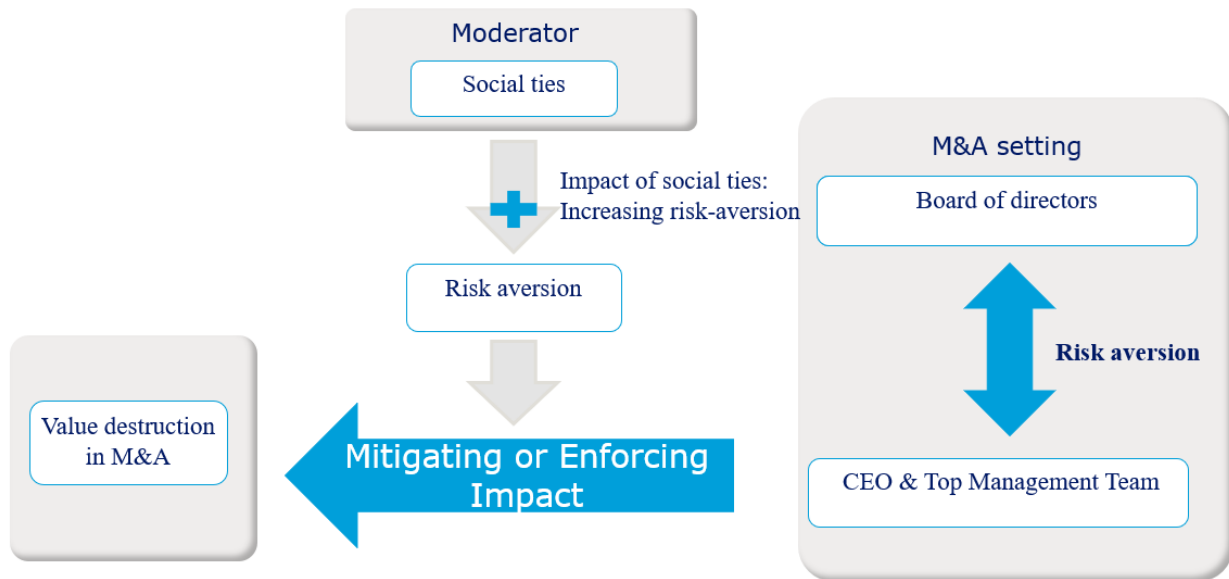 Moderator
Social ties
Impact of social ties:
Increasing risk-aversion
Risk aversion
Mitigating or Enforcing
Impact
Value destruction
in M&A
M&A setting
Board of directors
Risk aversion
CEO & Top Management Team